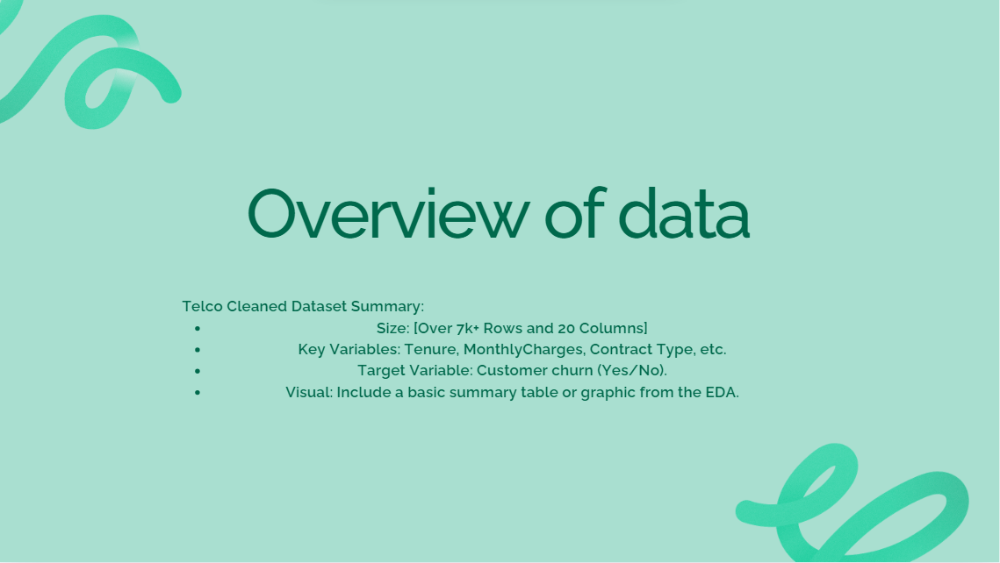 Overview of data
Telco Cleaned Dataset Summary:
• Size: [Over 7k+ Rows and 20 Columns]
• Key Variables: Tenure, MonthlyCharges, Contract Type, etc.
• Target Variable: Customer churn (Yes/No).
• Visual: Include a basic summary table or graphic from the EDA.